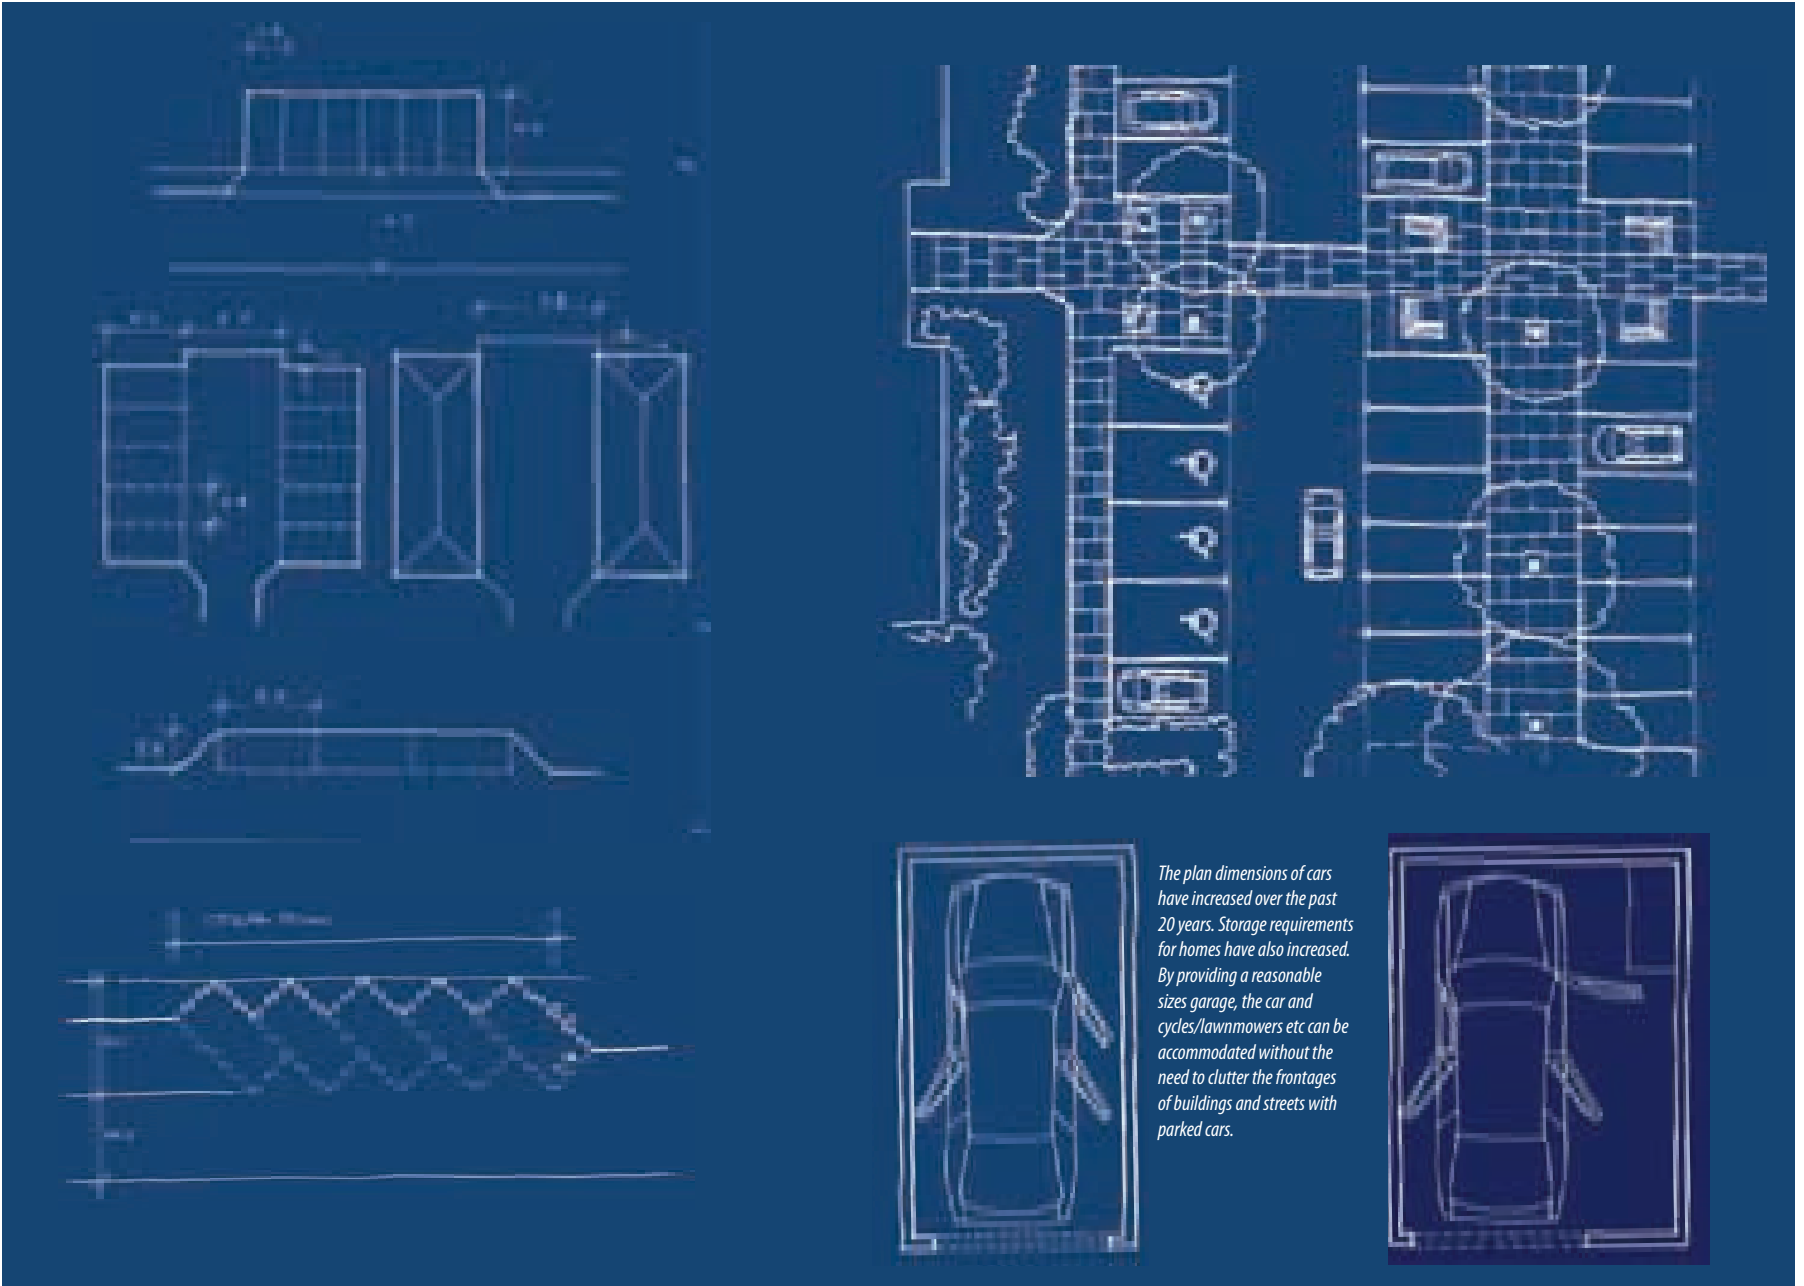 The plan dimensions of cars
have increased over the past
20 years. Storage requirements
for homes have also increased.
By providing a reasonable
sizes garage, the car and
cycles/lawnmowers etc can be
accommodated without the
need to clutter the frontages
of buildings and streets with
parked cars.